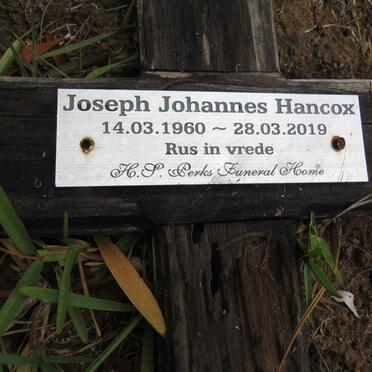 Joseph Johannes Hancox
14.03.1960 ~ 28.03.2019
Rus in vrede
H.S. Perks Funeral Home